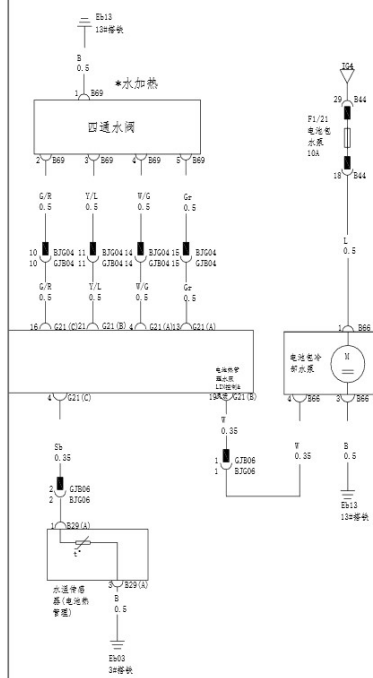 Eb13
13#搭铁
B
0.5
*水加热
1 B69
四通水阀
2 B69 3 B69 4 B69 5 B69
G/R
0.5
Y/L
0.5
W/G
0.5
Gr
0.5
10 BJG04 11 BJG04 14 BJG04 15 BJG04
10 GJB04 11 GJB04 14 GJB04 15 GJB04
G/R
0.5
Y/L
0.5
W/G
0.5
Gr
0.5
16 G21(C) 21 G21(B) 4 G21(A) 13 G21(A)
IG4
29 B44
F1/21
电池包
水泵
10A
18 B44
L
0.5
1 B66
电池包冷
却水泵
M
4 B66 3 B66
电池热管
理水泵
LIN控制&
4 G21(C)
19 G21(B)
W
0.35
1 GJB06
1 BJG06
W
0.35
B
0.5
Eb13
13#搭铁
Sb
0.35
2 GJB06
2 BJG06
1 B29(A)
t°
水温传感
器(电池热
管理)
3 B29(A)
B
0.5
Eb03
3#搭铁